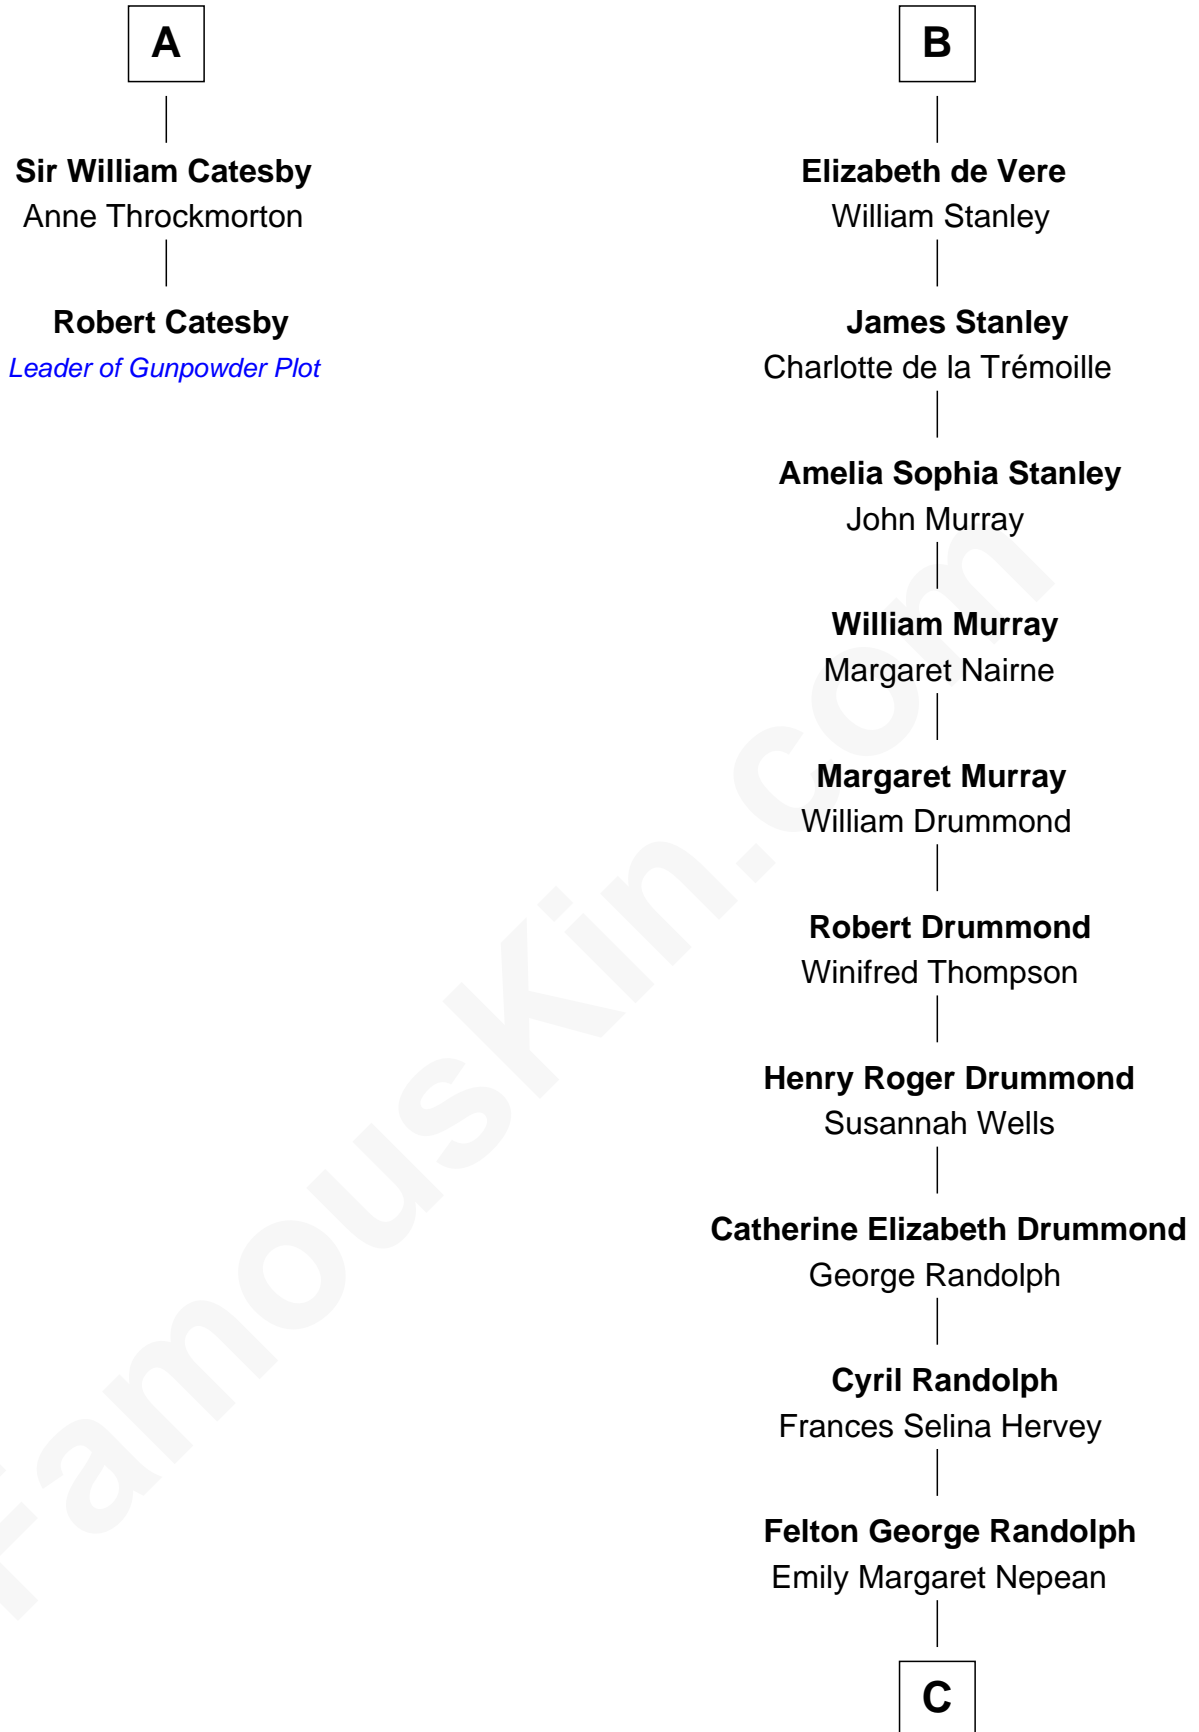 A
Sir William Catesby
Anne Throckmorton
Robert Catesby
Leader of Gunpowder Plot
B
Elizabeth de Vere
William Stanley
James Stanley
Charlotte de la Trémoille
Amelia Sophia Stanley
John Murray
William Murray
Margaret Nairne
Margaret Murray
William Drummond
Robert Drummond
Winifred Thompson
Henry Roger Drummond
Susannah Wells
Catherine Elizabeth Drummond
George Randolph
Cyril Randolph
Frances Selina Hervey
Felton George Randolph
Emily Margaret Nepean
C
FamousKin.com